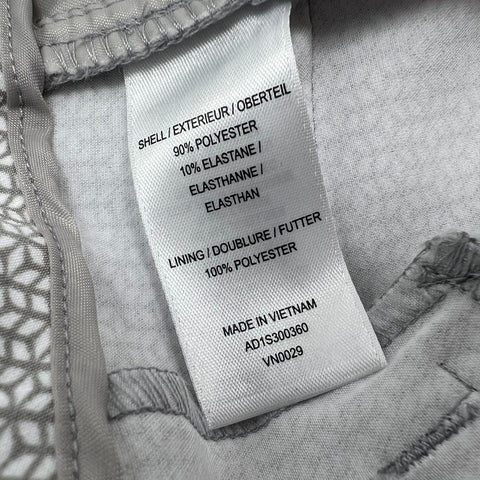 SHELL / EXTERIEUR / OBERTEIL
90% POLYESTER
10% ELASTANE /
ELASTHANNE /
ELASTHAN
LINING / DOUBLURE / FUTTER
100% POLYESTER
MADE IN VIETNAM
AD1S300360
VN0029